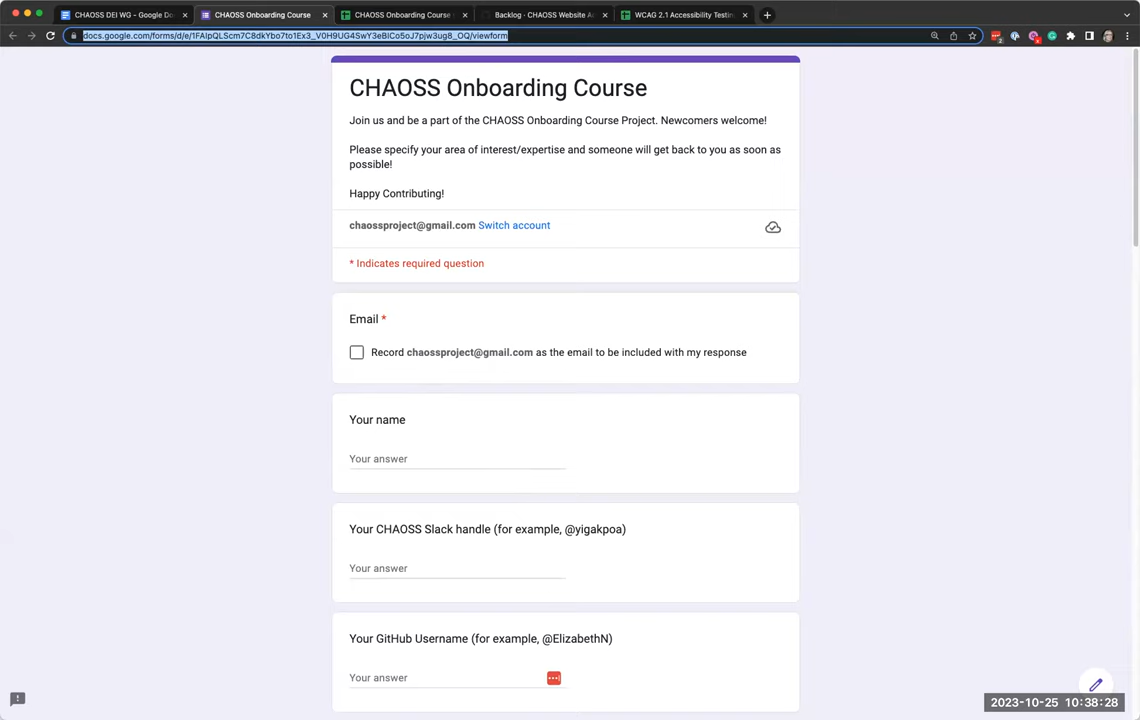 CHAOSS DEI WG - Google Do
CHAOSS Onboarding Course
CHAOSS Onboarding Course
Backlog - CHAOSS Website A
WCAG 2.1 Accessibility Testin
docs.google.com/forms/d/e/1FAIpQLScm7C8dkYbo7to1Ex3_V0H9UG4SwY3eBlCo5oJ7pjw3ug8_OQ/viewform
CHAOSS Onboarding Course
Join us and be a part of the CHAOSS Onboarding Course Project. Newcomers welcome!
Please specify your area of interest/expertise and someone will get back to you as soon as
possible!
Happy Contributing!
chaossproject@gmail.com Switch account
* Indicates required question
Email *
Record chaossproject@gmail.com as the email to be included with my response
Your name
Your answer
Your CHAOSS Slack handle (for example, @yigakpoa)
Your answer
Your GitHub Username (for example, @ElizabethN)
Your answer
2023-10-25 10:38:28